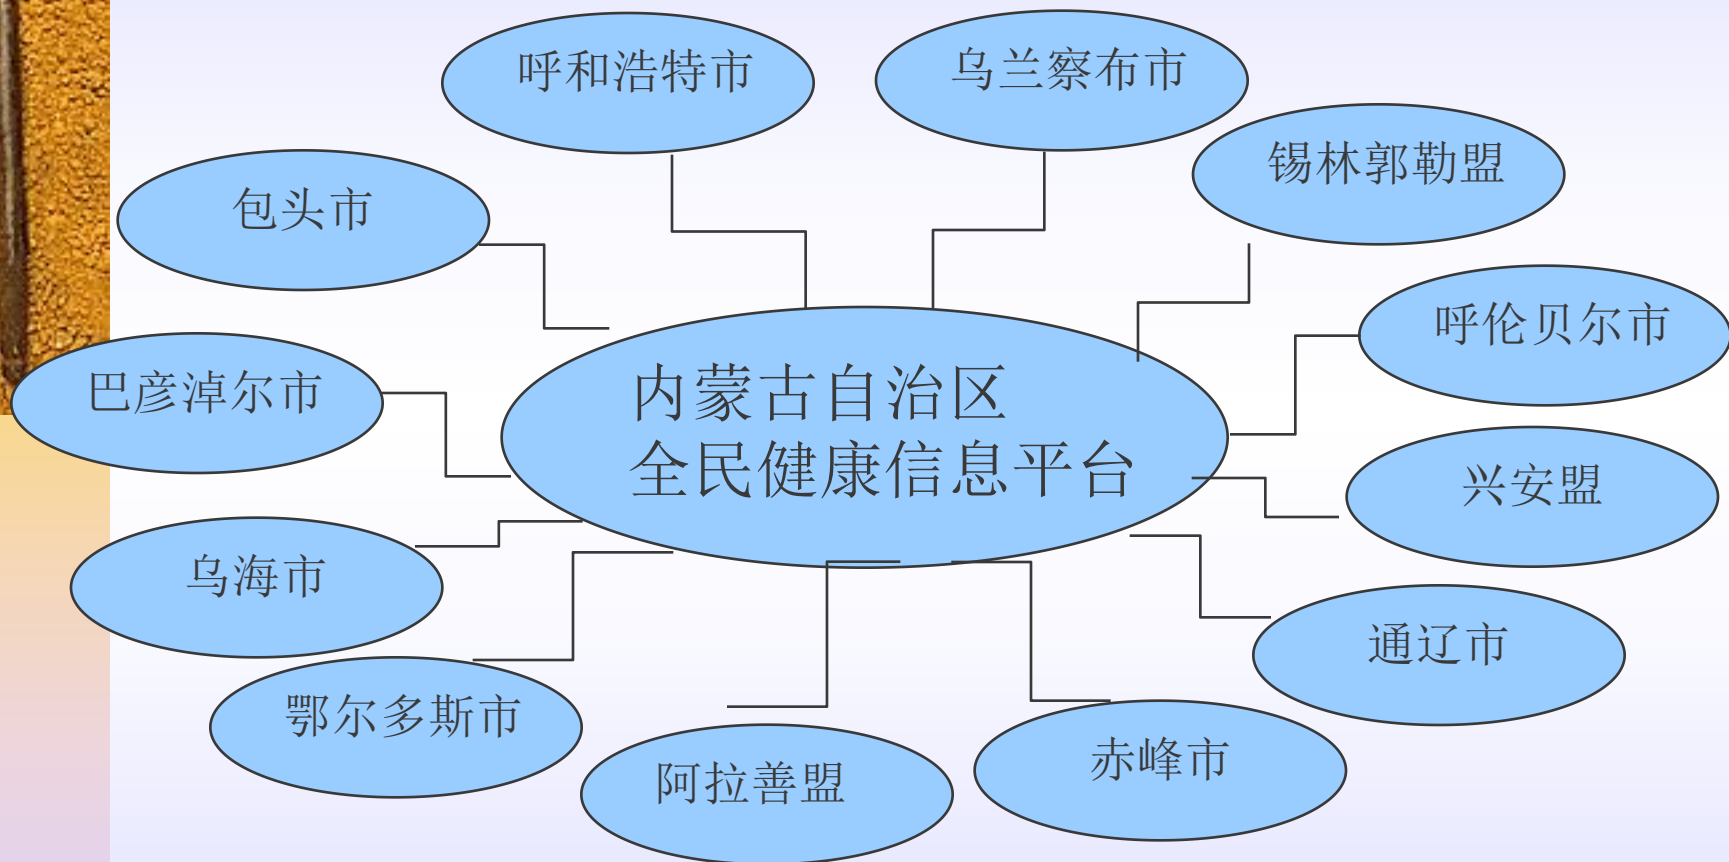 呼和浩特市
乌兰察布市
锡林郭勒盟
包头市
呼伦贝尔市
内蒙古自治区
全民健康信息平台
巴彦淖尔市
兴安盟
乌海市
通辽市
鄂尔多斯市
赤峰市
阿拉善盟